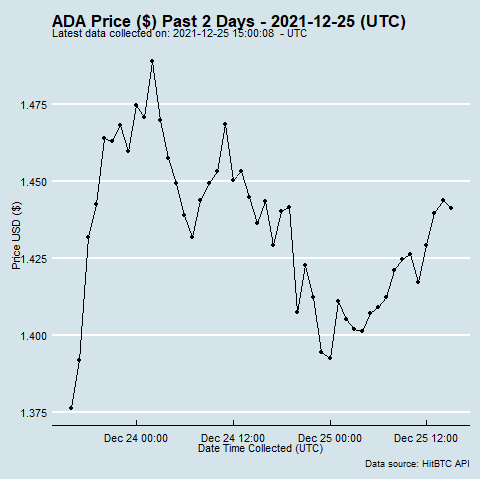 ADA Price ($) Past 2 Days - 2021-12-25 (UTC)
Latest data collected on: 2021-12-25 15:00:08  - UTC
Price USD ($)
1.475
1.450
1.425
1.400
1.375
Dec 24 00:00 Dec 24 12:00 Dec 25 00:00 Dec 25 12:00
Date Time Collected (UTC)
Data source: HitBTC API